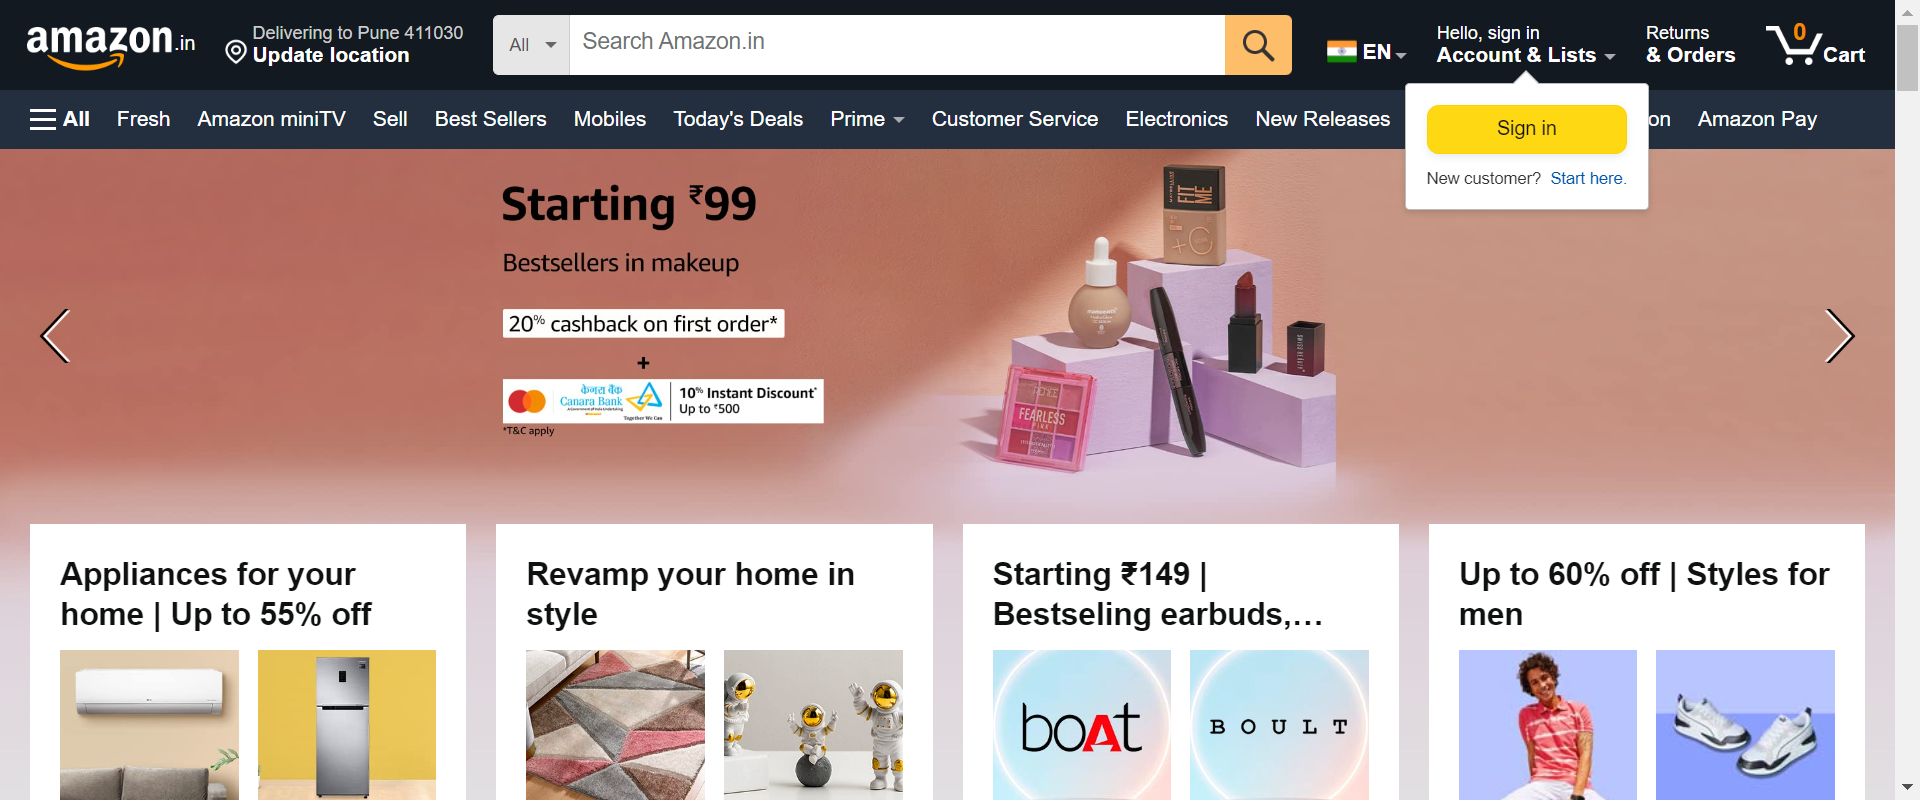 amazon.in
Delivering to Pune 411030
Update location
All
Search Amazon.in
EN
Hello, sign in
Account & Lists
Returns
& Orders
0
Cart
All
Fresh
Amazon miniTV
Sell
Best Sellers
Mobiles
Today's Deals
Prime
Customer Service
Electronics
New Releases
on
Amazon Pay
Sign in
New customer? Start here.
Starting ₹99
Bestsellers in makeup
20% cashback on first order*
+
केनरा बैंक
Canara Bank
Together We Can
10% Instant Discount*
Up to ₹500
*T&C apply
FIT
ME
FEARLESS
PINK
Appliances for your
home | Up to 55% off
Revamp your home in
style
Starting ₹149 |
Bestseling earbuds,…
Up to 60% off | Styles for
men
boAt
BOULT